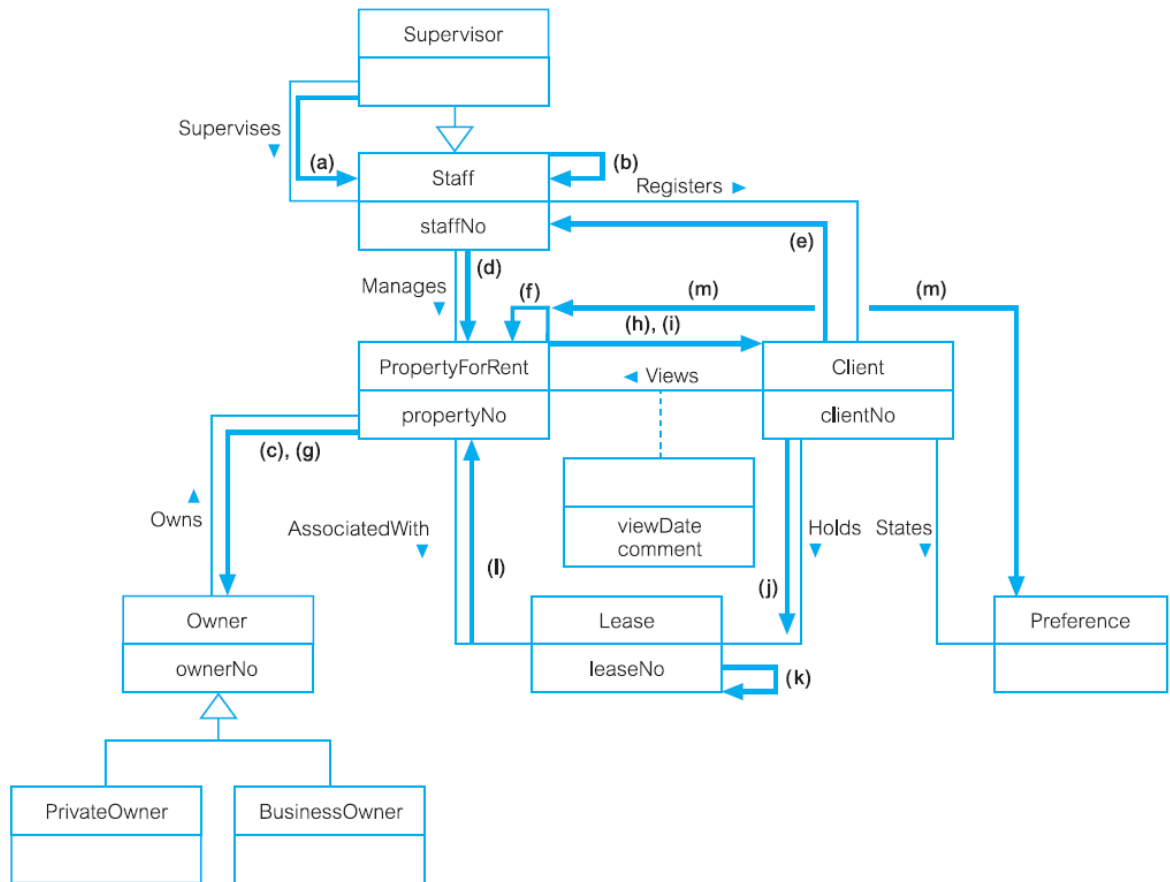 Supervisor
Supervises ▼
(a)
Staff
(b)
Registers ►
staffNo
(e)
(d)
Manages ▼
(f)
(m)
(m)
(h), (i)
PropertyForRent
◄ Views
Client
propertyNo
clientNo
(c), (g)
▲ Owns
AssociatedWith ▼
viewDate
comment
▼ Holds
States ▼
(l)
(j)
Owner
Lease
Preference
ownerNo
leaseNo
(k)
PrivateOwner
BusinessOwner